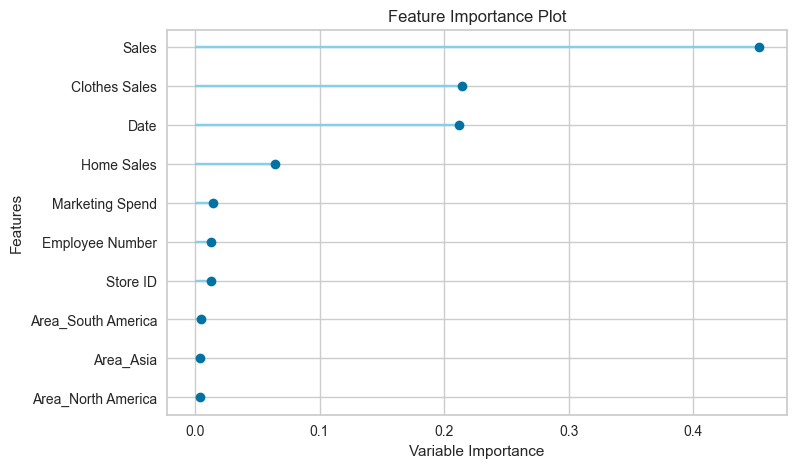 Feature Importance Plot
Features
Sales
Clothes Sales
Date
Home Sales
Marketing Spend
Employee Number
Store ID
Area_South America
Area_Asia
Area_North America
0.0 0.1 0.2 0.3 0.4
Variable Importance